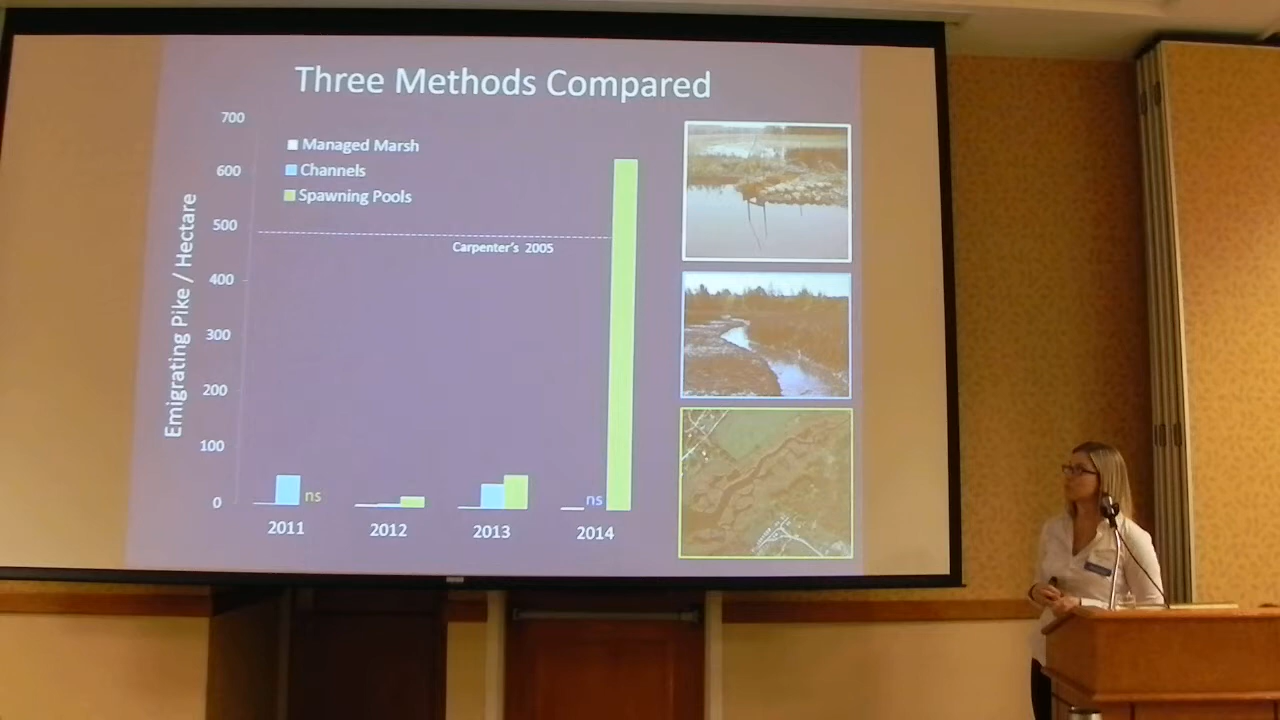 Three Methods Compared
700
600
500
400
300
200
100
0
Emigrating Pike / Hectare
Managed Marsh
Channels
Spawning Pools
Carpenter's 2005
ns
ns
2011
2012
2013
2014